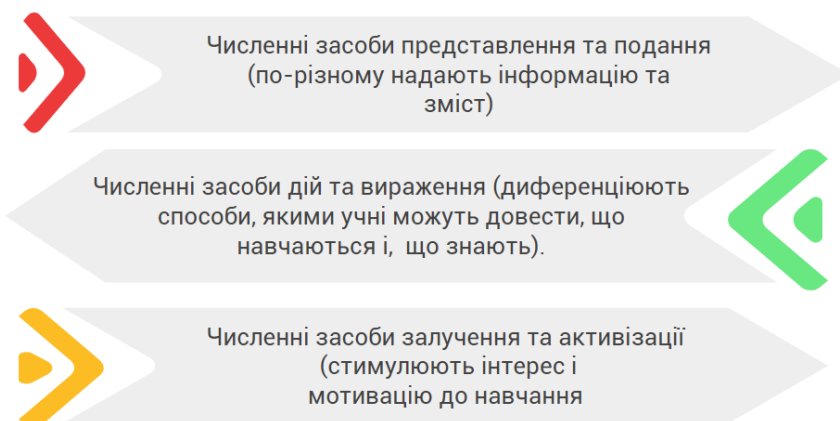 Численні засоби представлення та подання
(по-різному надають інформацію та
зміст)
Численні засоби дій та вираження (диференціюють
способи, якими учні можуть довести, що
навчаються і, що знають).
Численні засоби залучення та активізації
(стимулюють інтерес і
мотивацію до навчання